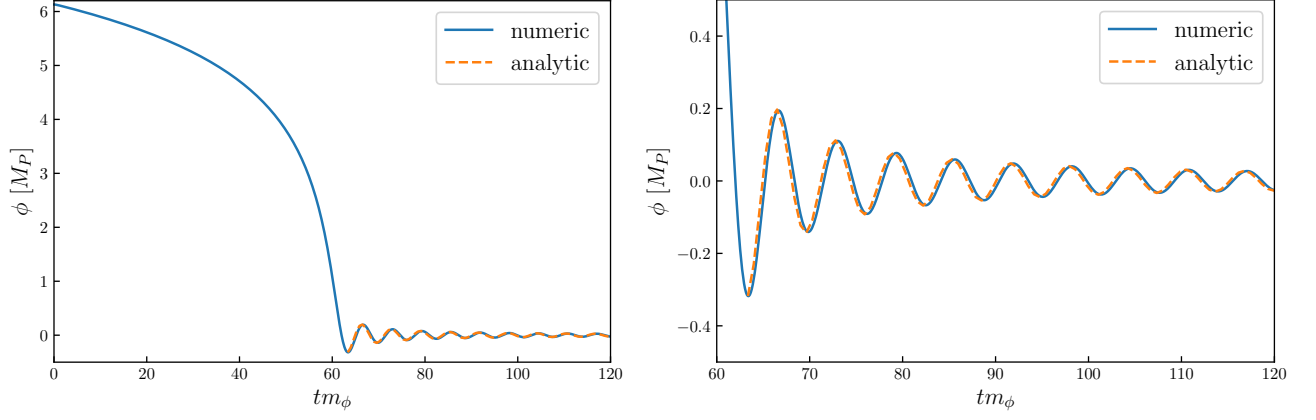 6
5
4
3
2
1
0
ϕ [M_P]
0 20 40 60 80 100 120
tm_ϕ
numeric
analytic
0.4
0.2
0.0
−0.2
−0.4
ϕ [M_P]
60 70 80 90 100 110 120
tm_ϕ
numeric
analytic